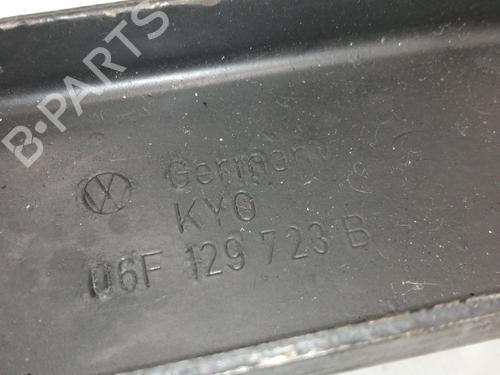 B-PARTS
Germany
KYO
06F 129 723 B